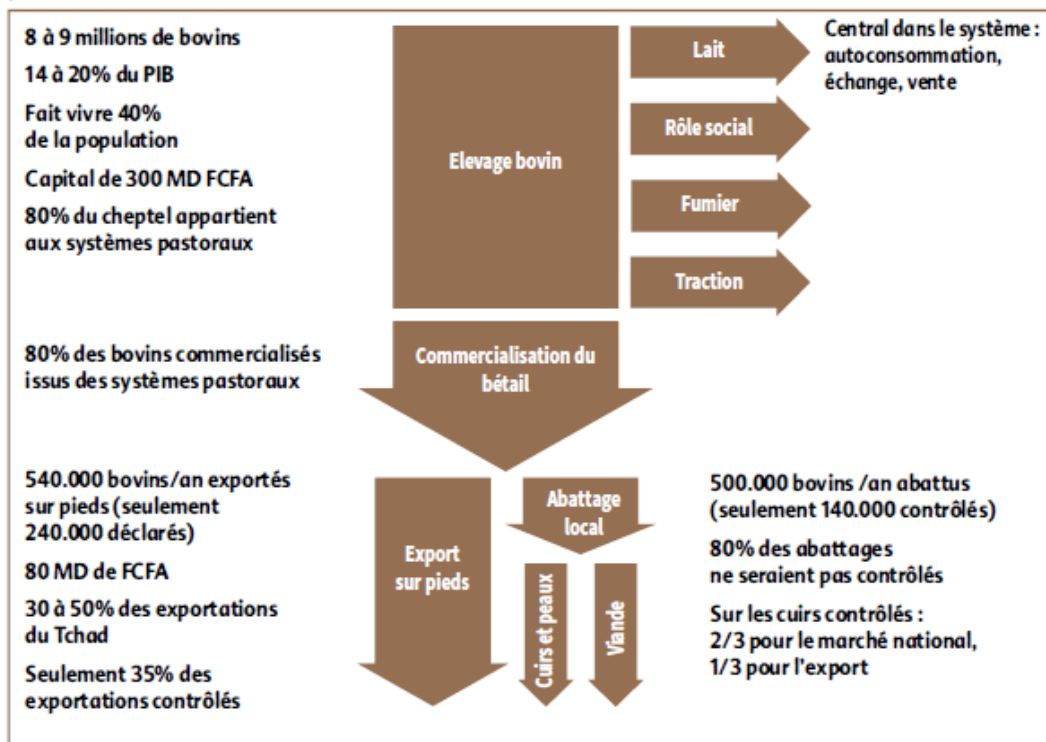 8 à 9 millions de bovins
14 à 20% du PIB
Fait vivre 40%
de la population
Capital de 300 MD FCFA
80% du cheptel appartient
aux systèmes pastoraux
Elevage bovin
Lait
Central dans le système :
autoconsommation,
échange, vente
Rôle social
Fumier
Traction
80% des bovins commercialisés
issus des systèmes pastoraux
Commercialisation du
bétail
540.000 bovins/an exportés
sur pieds (seulement
240.000 déclarés)
80 MD de FCFA
30 à 50% des exportations
du Tchad
Seulement 35% des
exportations contrôlés
Export
sur pieds
Abattage
local
Cuirs et peaux
Viande
500.000 bovins /an abattus
(seulement 140.000 contrôlés)
80% des abattages
ne seraient pas contrôlés
Sur les cuirs contrôlés :
2/3 pour le marché national,
1/3 pour l'export